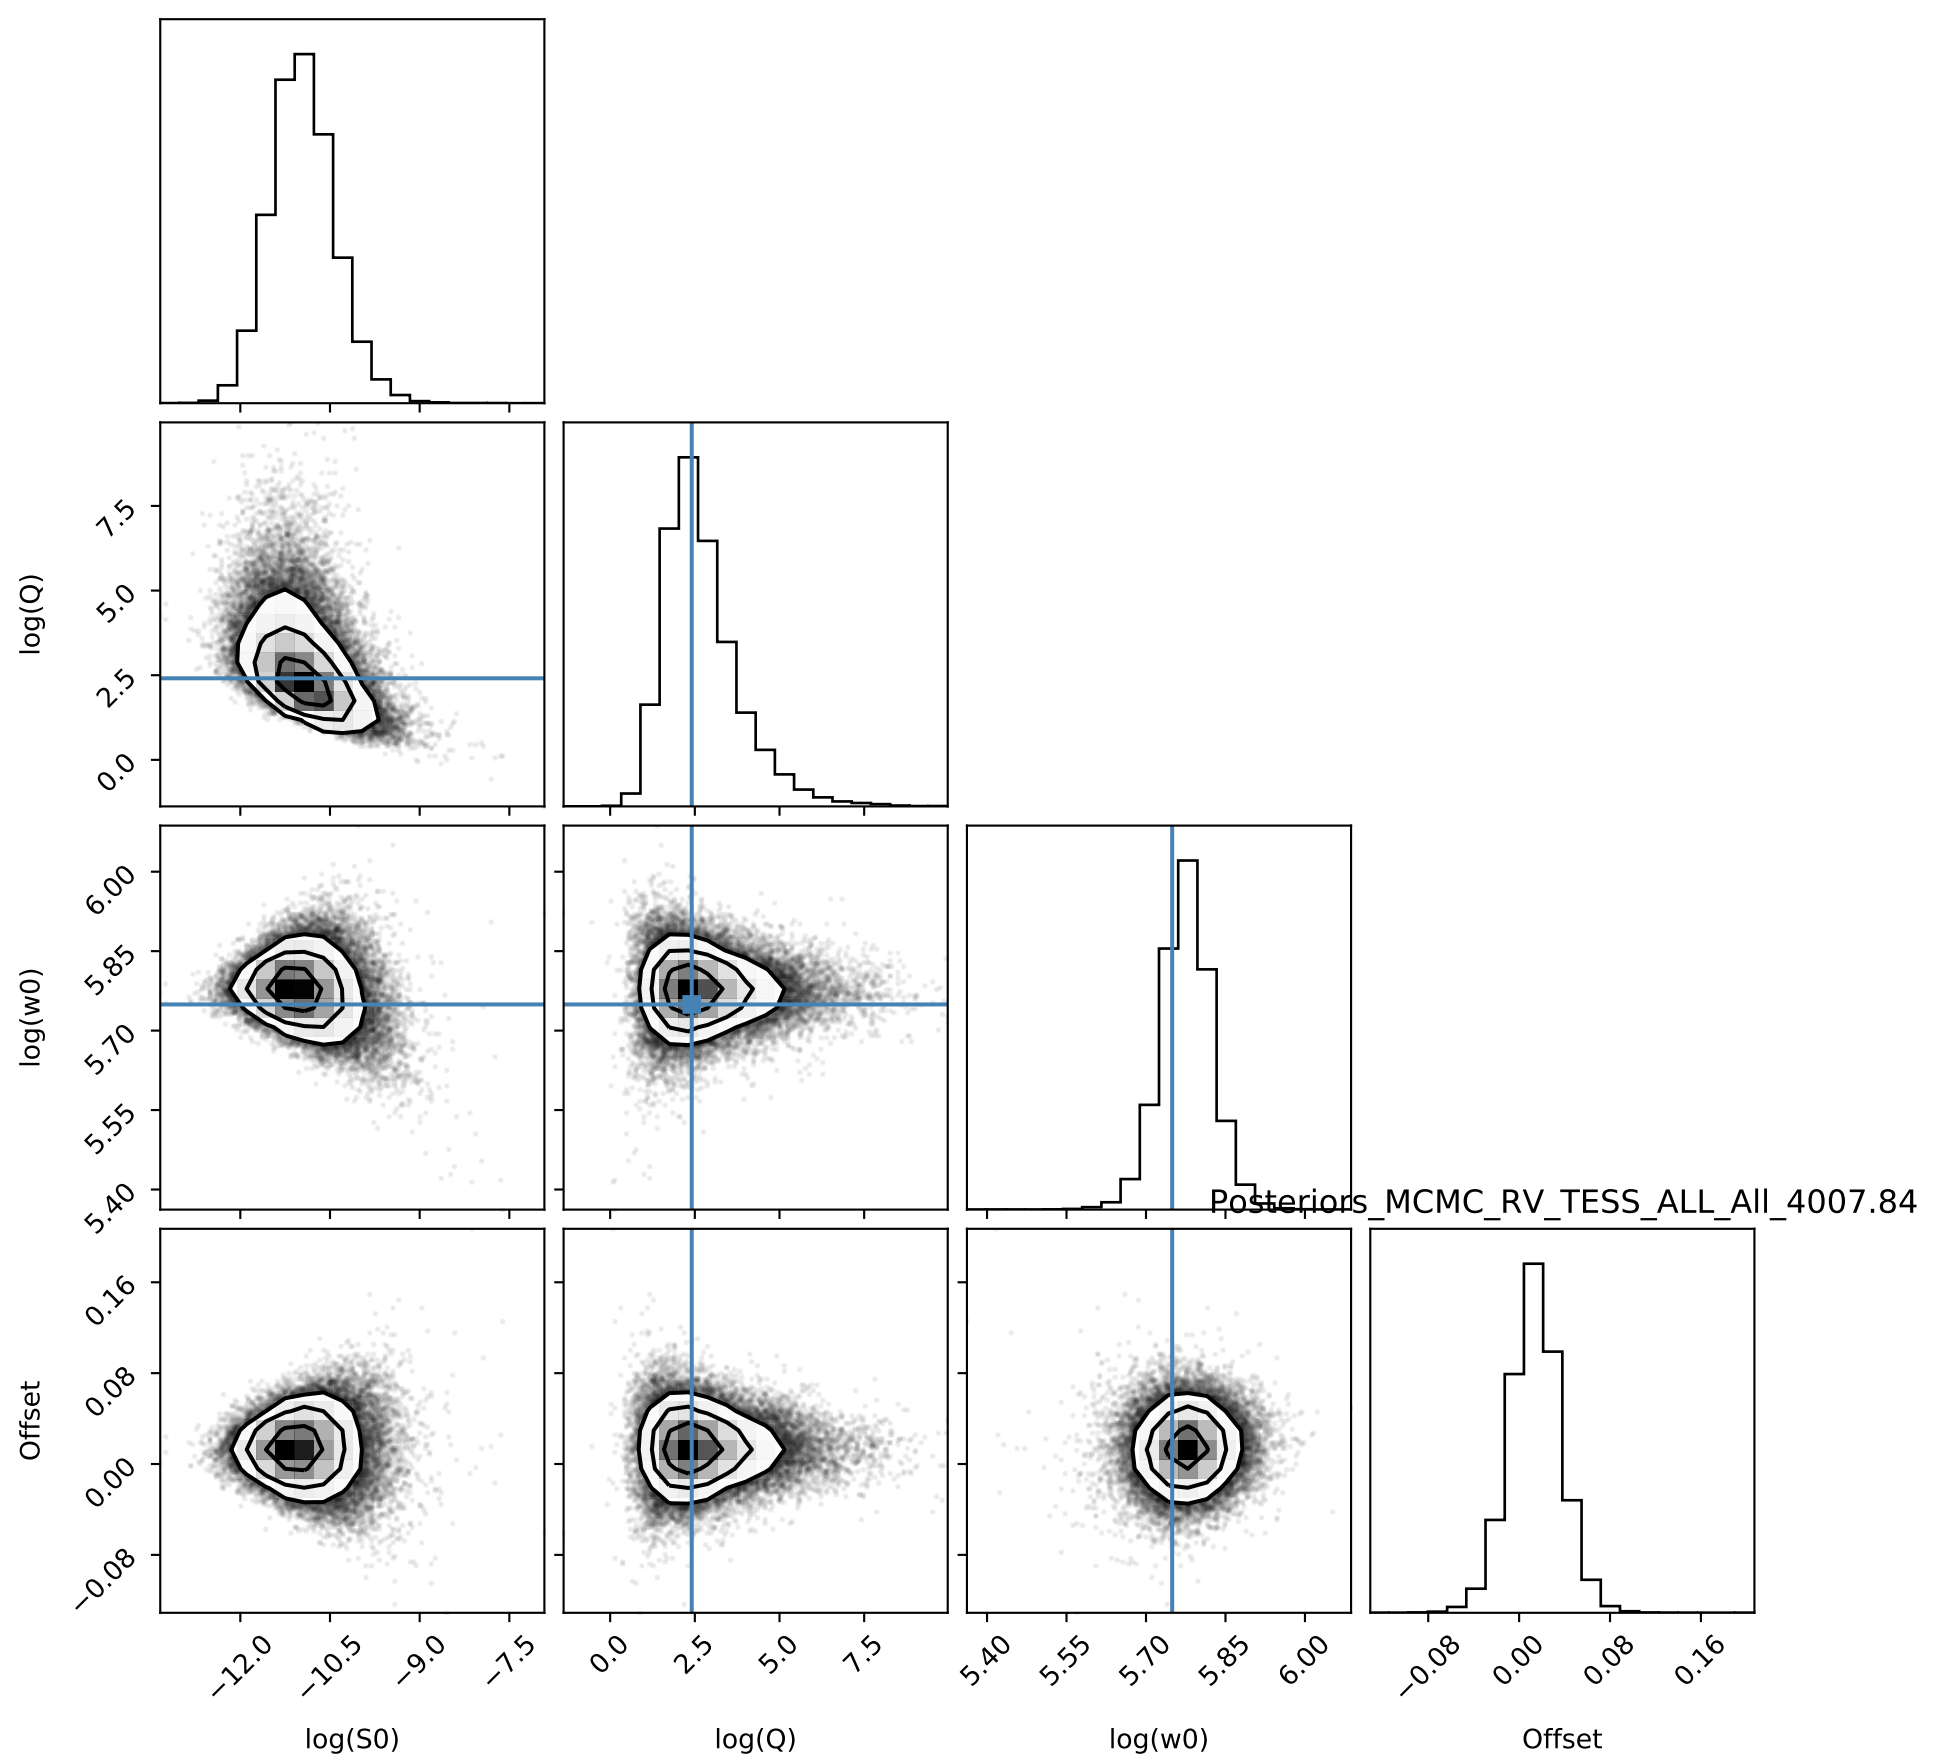 log(Q)
7.5
5.0
2.5
0.0
log(w0)
6.00
5.85
5.70
5.55
5.40
Posteriors_MCMC_RV_TESS_ALL_All_4007.84
Offset
0.16
0.08
0.00
−0.08
−12.0 −10.5 −9.0 −7.5 0.0 2.5 5.0 7.5 5.40 5.55 5.70 5.85 6.00 −0.08 0.00 0.08 0.16
log(S0) log(Q) log(w0) Offset